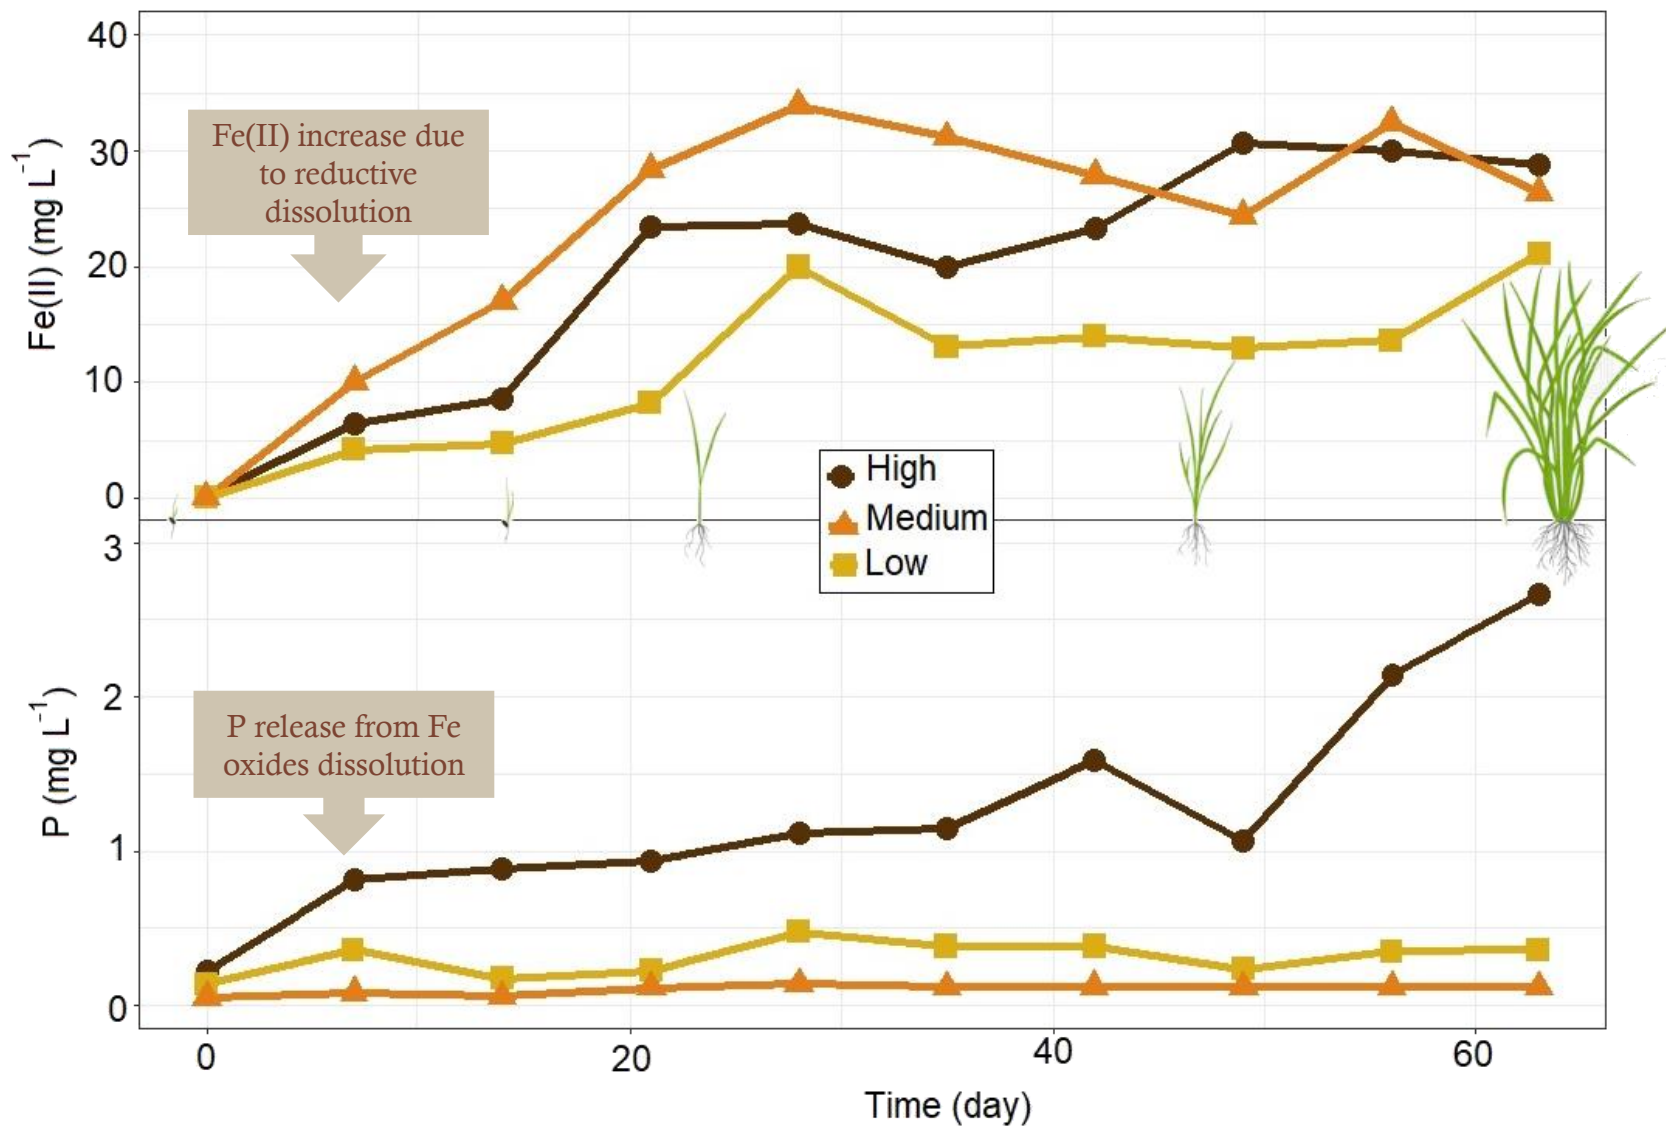 40
30
20
10
0
Fe(II) (mg L⁻¹)
Fe(II) increase due
to reductive
dissolution
High
Medium
Low
3
2
1
0
P (mg L⁻¹)
P release from Fe
oxides dissolution
0
20
40
60
Time (day)